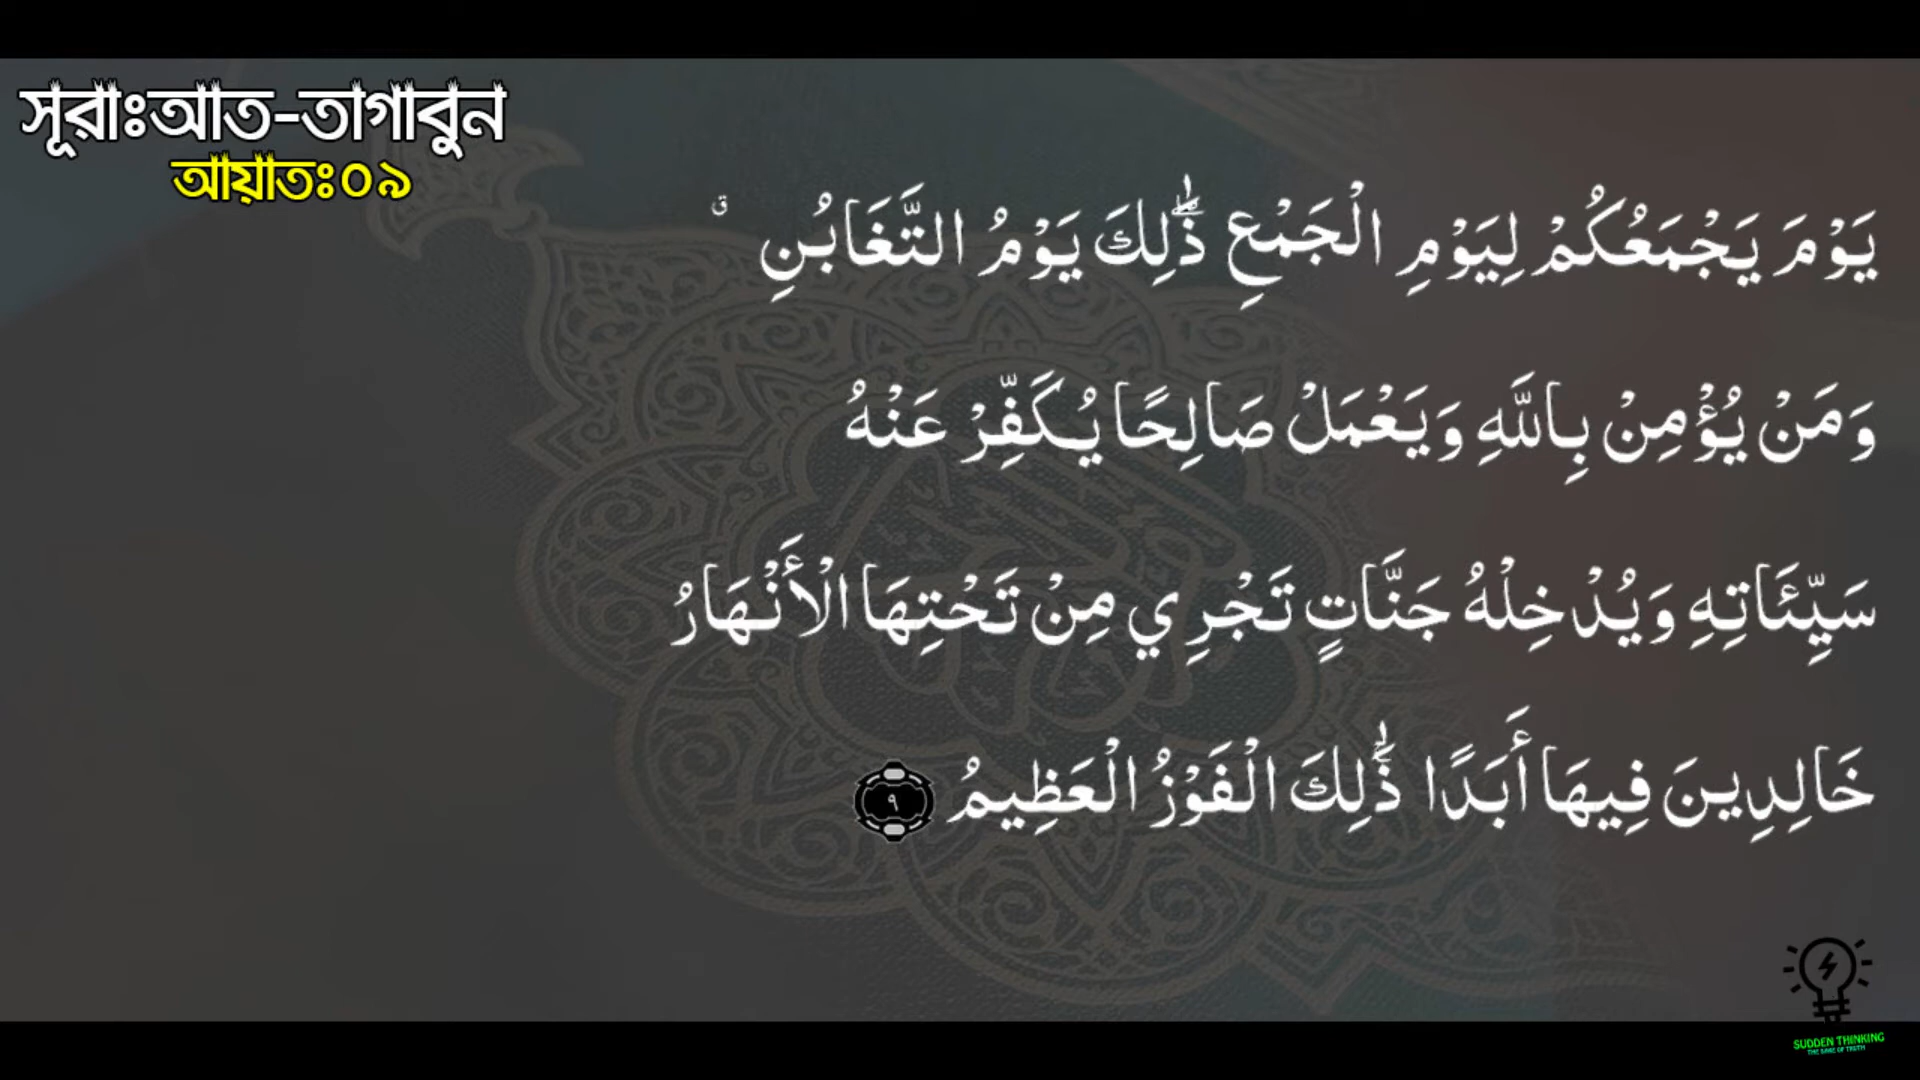 সূরাঃআত-তাগাবুন
আয়াতঃ০৯
يَوْمَ يَجْمَعُكُمْ لِيَوْمِ الْجَمْعِ ۖ ذَٰلِكَ يَوْمُ التَّغَابُنِ ۗ
وَمَنْ يُؤْمِنْ بِاللَّهِ وَيَعْمَلْ صَالِحًا يُكَفِّرْ عَنْهُ
سَيِّئَاتِهِ وَيُدْخِلْهُ جَنَّاتٍ تَجْرِي مِنْ تَحْتِهَا الْأَنْهَارُ
خَالِدِينَ فِيهَا أَبَدًا ۚ ذَٰلِكَ الْفَوْزُ الْعَظِيمُ ٩
SUDDEN THINKING